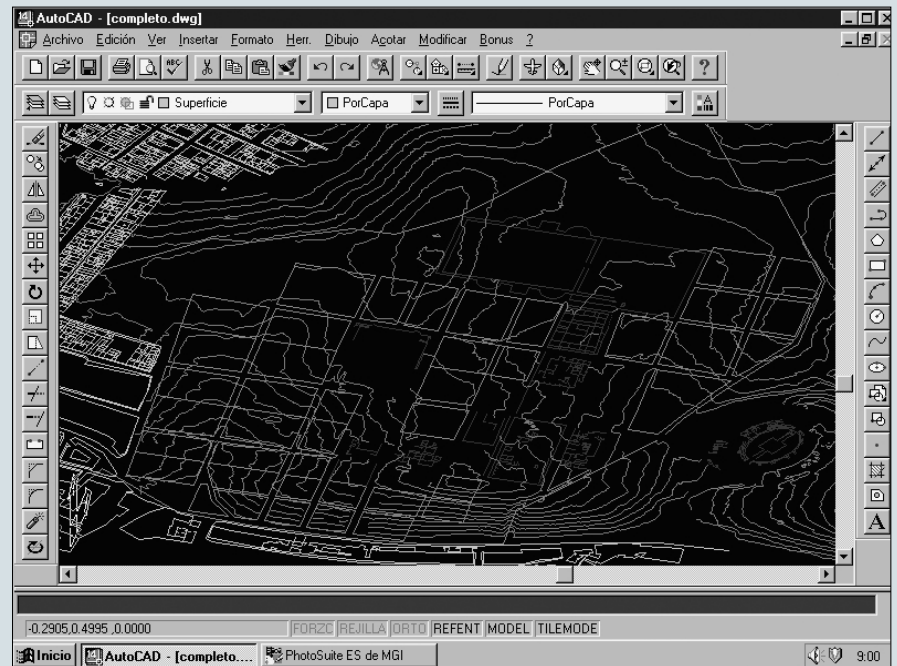 AutoCAD - [completo.dwg]
Archivo Edición Ver Insertar Formato Herr. Dibujo Acotar Modificar Bonus ?
ABC
?
Superficie PorCapa PorCapa
A
-0.2905,0.4995 ,0.0000 FORZC REJILLA ORTO REFENT MODEL TILEMODE
Inicio AutoCAD - [completo.... PhotoSuite ES de MGI 9:00